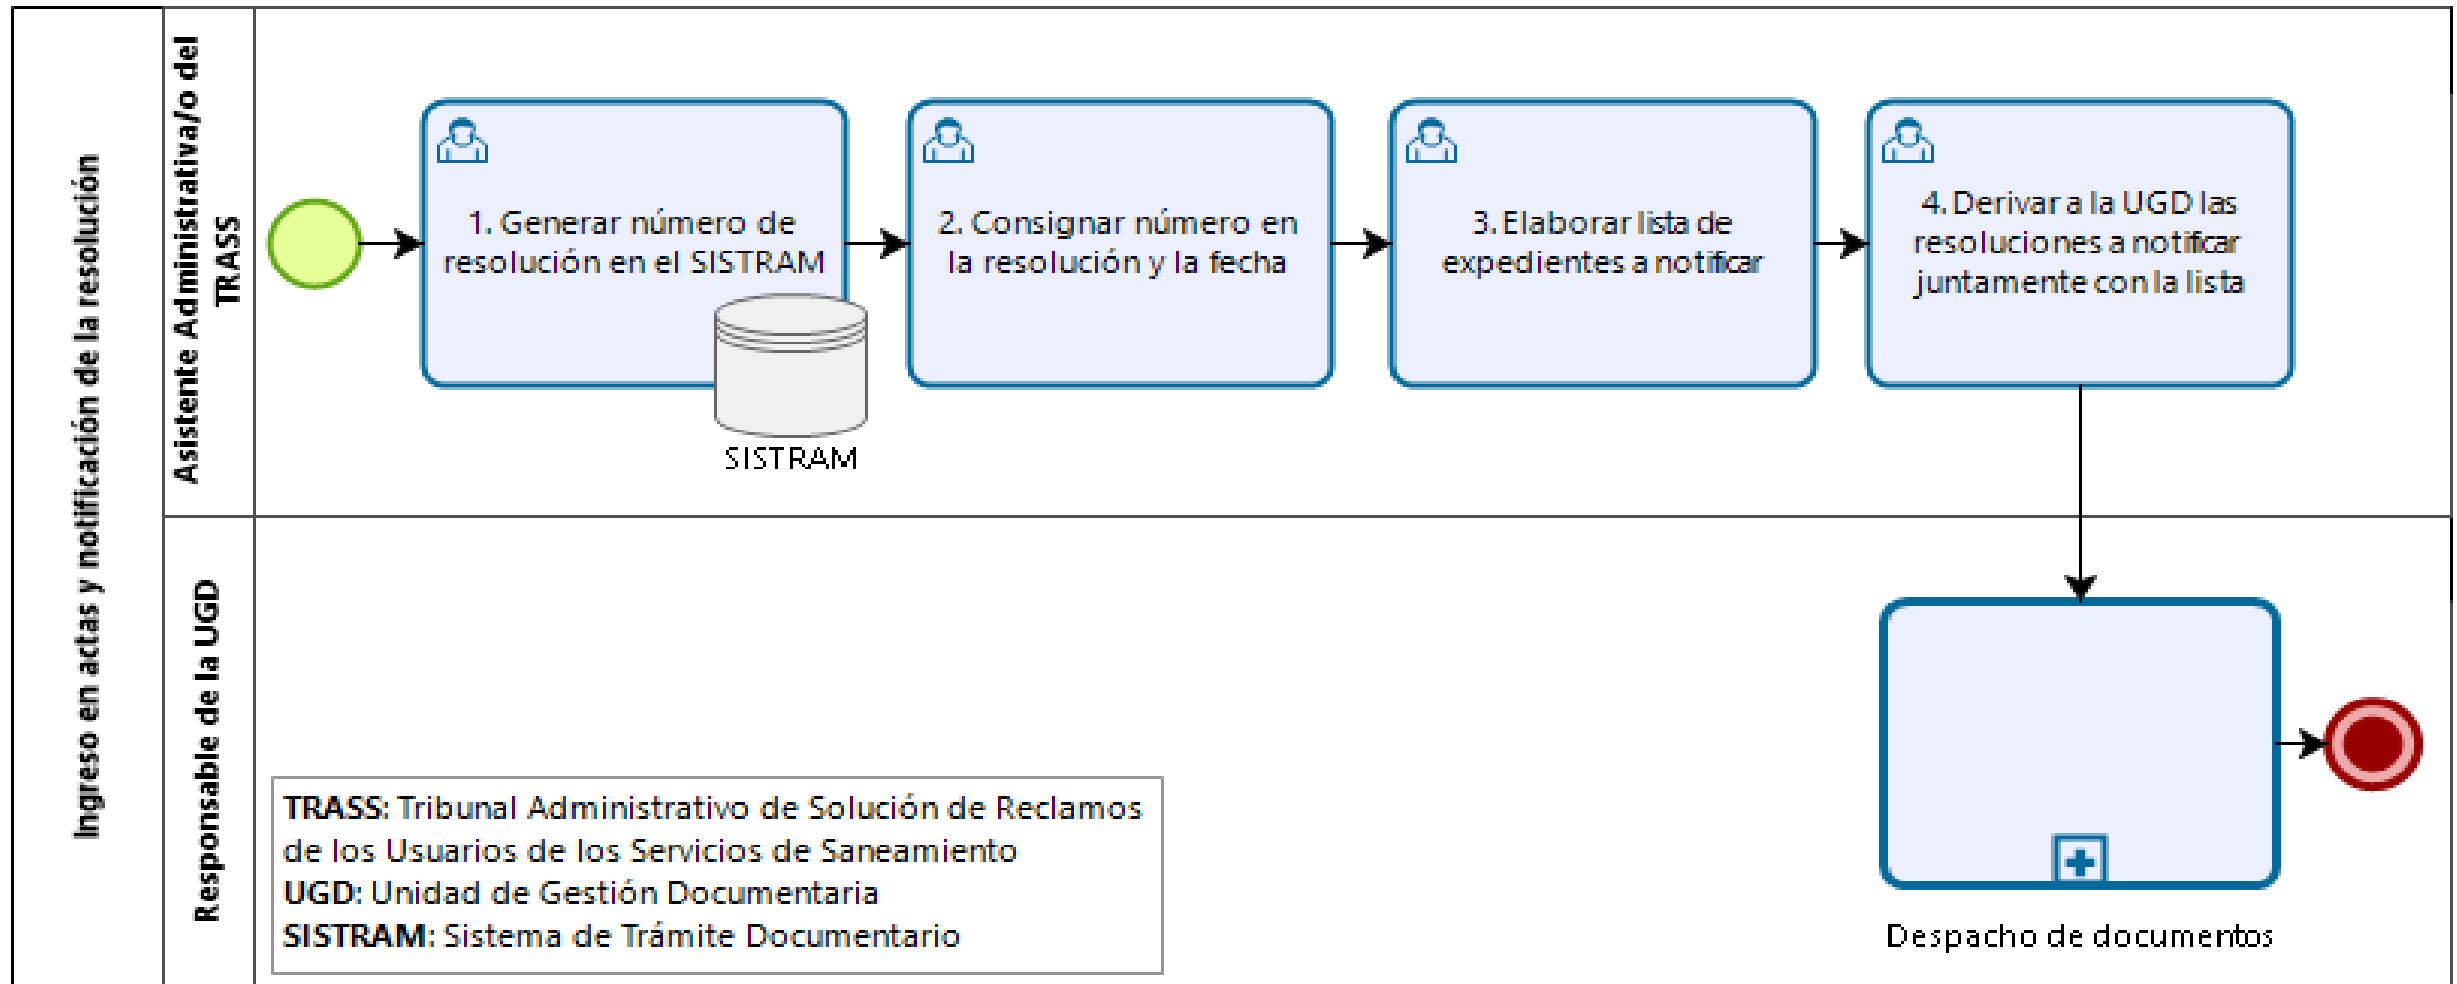 Ingreso en actas y notificación de la resolución
Asistente Administrativa/o del
TRASS
1. Generar número de
resolución en el SISTRAM
SISTRAM
2. Consignar número en
la resolución y la fecha
3. Elaborar lista de
expedientes a notificar
4. Derivar a la UGD las
resoluciones a notificar
juntamente con la lista
Responsable de la UGD
TRASS: Tribunal Administrativo de Solución de Reclamos
de los Usuarios de los Servicios de Saneamiento
UGD: Unidad de Gestión Documentaria
SISTRAM: Sistema de Trámite Documentario
Despacho de documentos